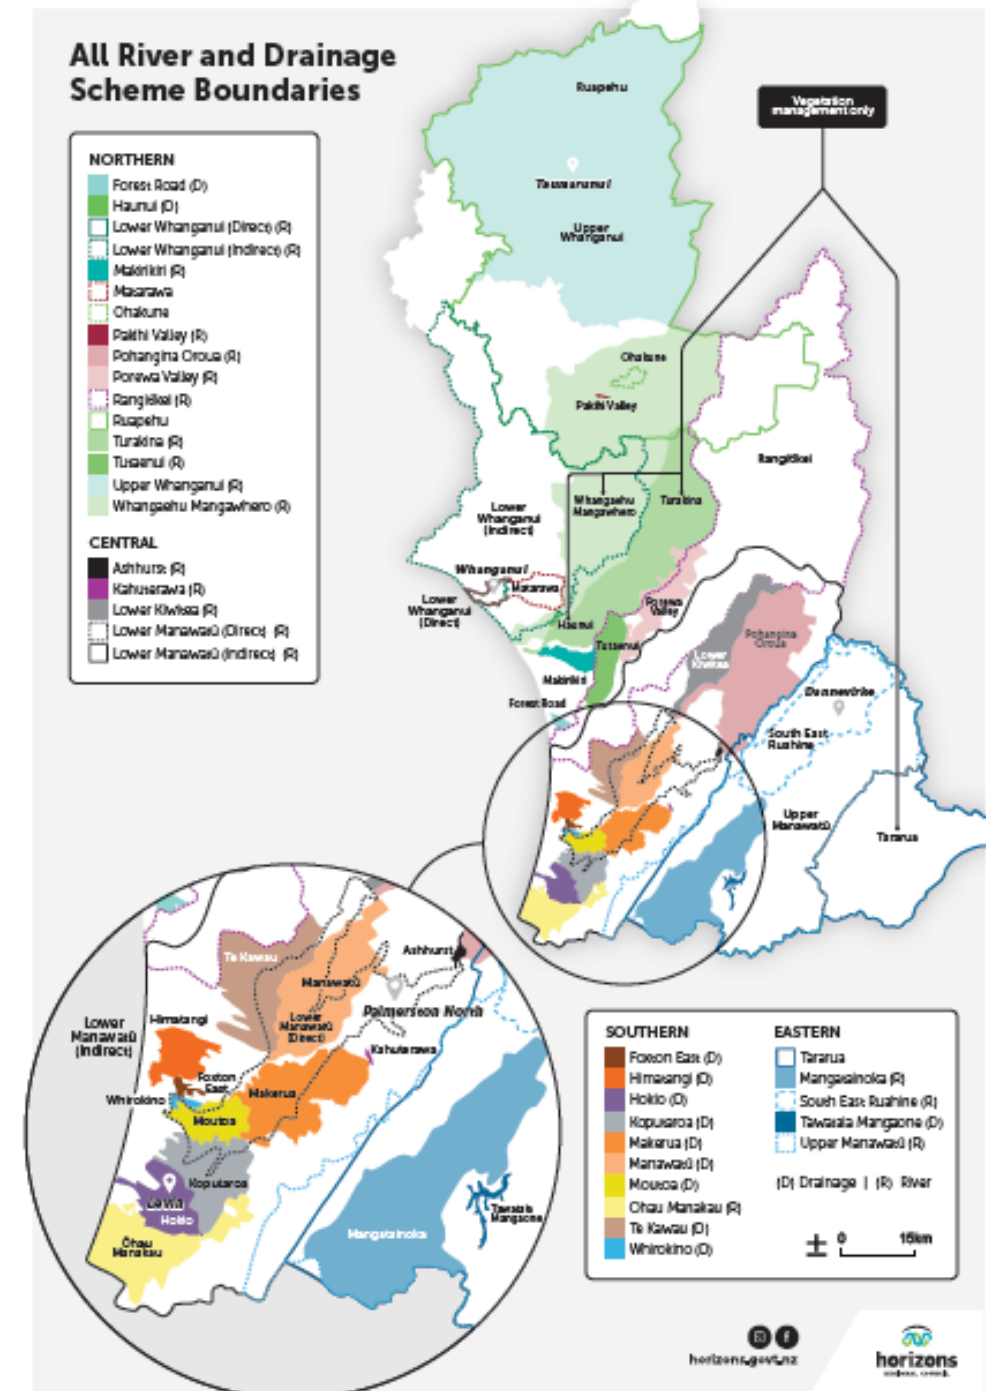 All River and Drainage
Scheme Boundaries
NORTHERN
Forest Road (D)
Haunui (D)
Lower Whanganui (Direct) (R)
Lower Whanganui (Indirect) (R)
Makirikiri (R)
Matarawa
Ohakune
Pakihi Valley (R)
Pohangina Oroua (R)
Porewa Valley (R)
Rangitīkei (R)
Ruapehu
Turakina (R)
Tutaenui (R)
Upper Whanganui (R)
Whangaehu Mangawhero (R)
CENTRAL
Ashhurst (R)
Kahuterawa (R)
Lower Kiwitea (R)
Lower Manawatū (Direct) (R)
Lower Manawatū (Indirect) (R)
Vegetation
management only
Ruapehu
Taumarunui
Upper
Whanganui
Ohakune
Pakihi Valley
Rangitīkei
Whangaehu
Mangawhero
Turakina
Lower
Whanganui
(Indirect)
Whanganui
Matarawa
Lower
Whanganui
(Direct)
Haunui
Porewa
Valley
Tutaenui
Makirikiri
Forest Road
Lower
Kiwitea
Pohangina
Oroua
Dannevirke
South East
Ruahine
Upper
Manawatū
Tararua
Te Kawau
Manawatū
Ashhurst
Palmerston North
Lower
Manawatū
(Direct)
Lower
Manawatū
(Indirect)
Himatangi
Kahuterawa
Foxton
East
Whirokino
Makerua
Moutoa
Koputaroa
Levin
Hokio
Ōhau
Manakau
Mangatainoka
Tawataia
Mangaone
SOUTHERN
Foxton East (D)
Himatangi (D)
Hokio (D)
Koputaroa (D)
Makerua (D)
Manawatū (D)
Moutoa (D)
Ohau Manakau (R)
Te Kawau (D)
Whirokino (D)
EASTERN
Tararua
Mangatainoka (R)
South East Ruahine (R)
Tawataia Mangaone (D)
Upper Manawatū (R)
(D) Drainage | (R) River
0 15km
horizons.govt.nz
horizons
REGIONAL COUNCIL